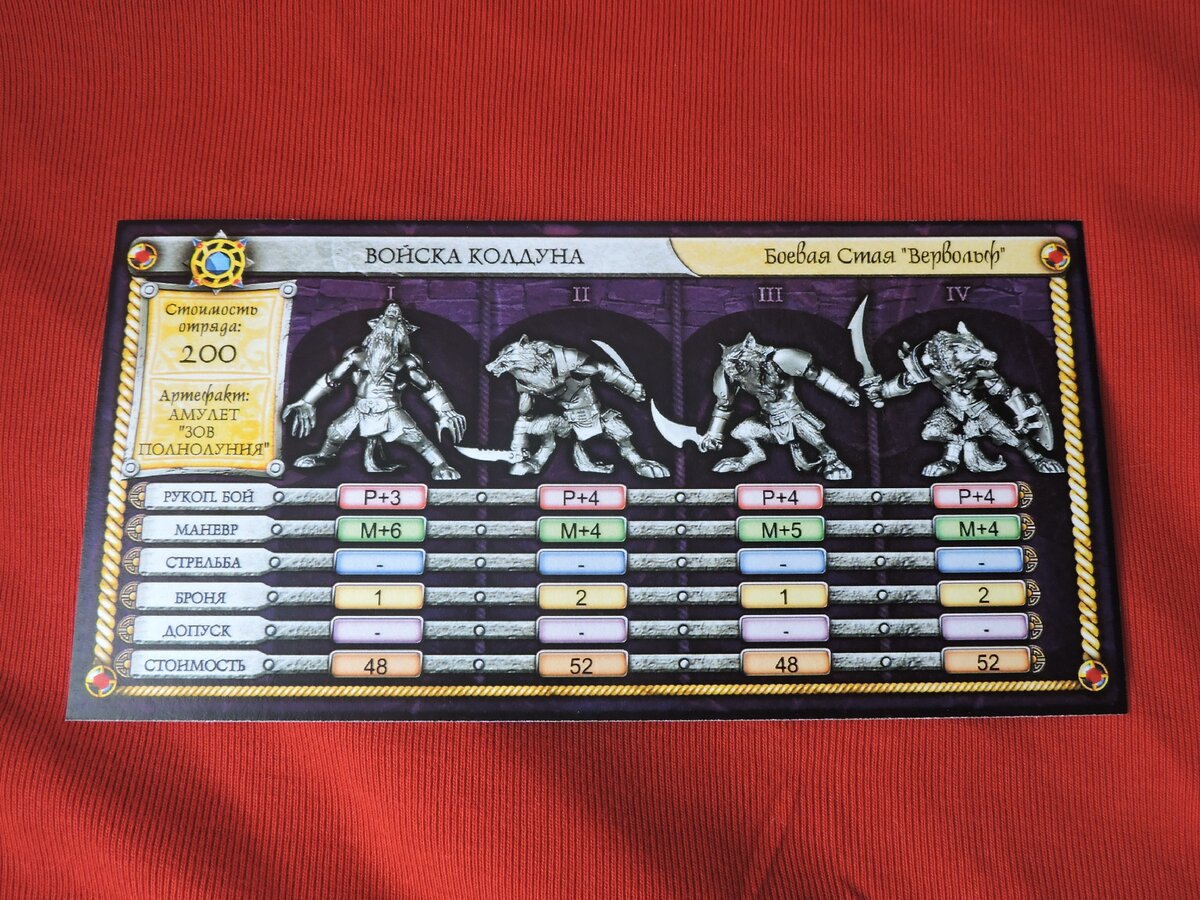 ВОЙСКА КОЛДУНА
Боевая Стая "Вервольф"
Стоимость
отряда:
200
Артефакт:
АМУЛЕТ
"ЗОВ
ПОЛНОЛУНИЯ"
I II III IV
РУКОП. БОЙ Р+3 Р+4 Р+4 Р+4
МАНЕВР М+6 М+4 М+5 М+4
СТРЕЛЬБА - - - -
БРОНЯ 1 2 1 2
ДОПУСК - - - -
СТОИМОСТЬ 48 52 48 52